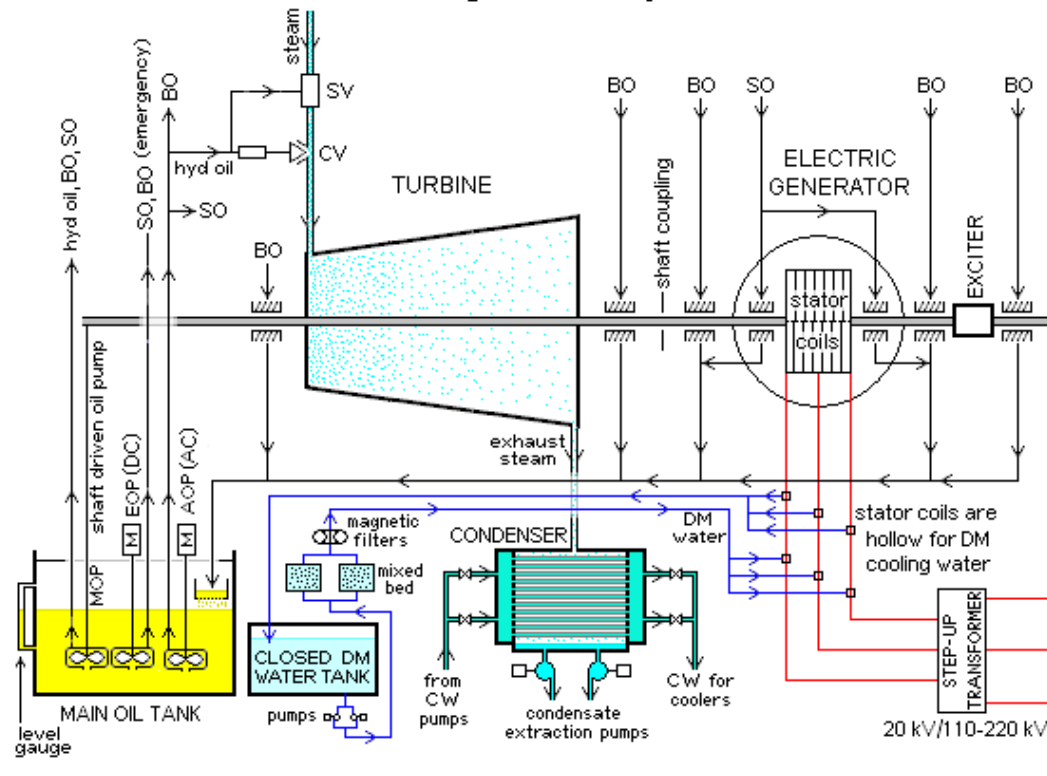 steam
BO
SV
CV
hyd oil
SO
hyd oil, BO, SO
SO, BO (emergency)
TURBINE
BO
BO
shaft coupling
BO
SO
BO
BO
ELECTRIC
GENERATOR
EXCITER
stator
coils
shaft driven oil pump
EOP (DC)
AOP (AC)
M
M
MOP
exhaust
steam
magnetic
filters
CONDENSER
DM
water
stator coils are
hollow for DM
cooling water
mixed
bed
CLOSED DM
WATER TANK
pumps
from
CW
pumps
CW for
coolers
condensate
extraction pumps
STEP-UP
TRANSFORMER
MAIN OIL TANK
level
gauge
20 kV/110-220 kV